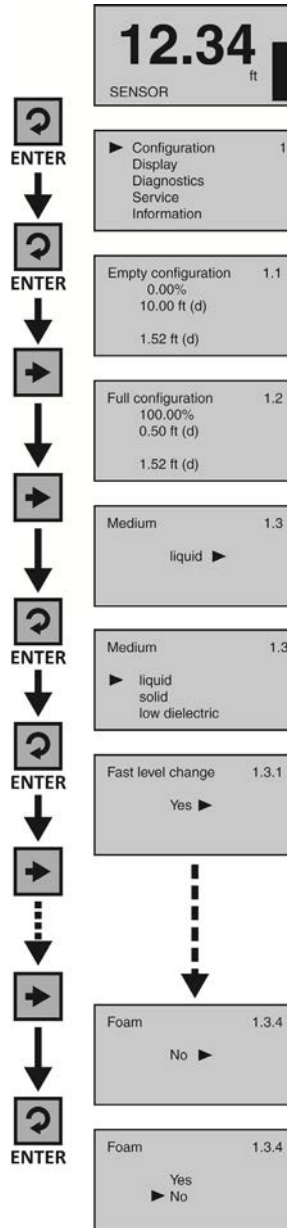 12.34
ft
SENSOR
ENTER
Configuration 1
Display
Diagnostics
Service
Information
ENTER
Empty configuration 1.1
0.00%
10.00 ft (d)
1.52 ft (d)
Full configuration 1.2
100.00%
0.50 ft (d)
1.52 ft (d)
Medium 1.3
liquid
ENTER
Medium 1.3
liquid
solid
low dielectric
ENTER
Fast level change 1.3.1
Yes
Foam 1.3.4
No
ENTER
Foam 1.3.4
Yes
No